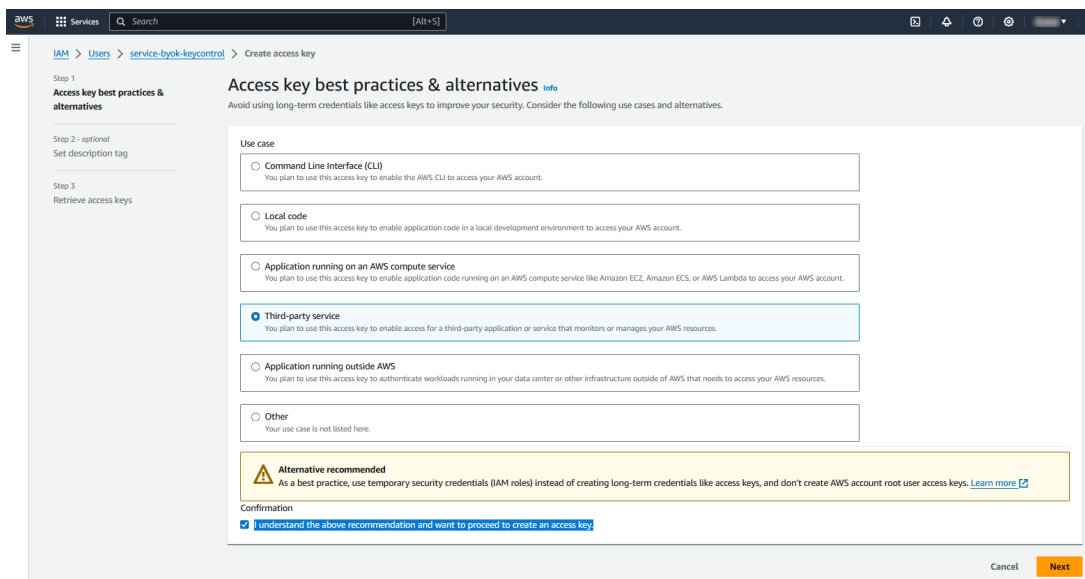 aws Services Search [Alt+S]
IAM > Users > service-byok-keycontrol > Create access key
Step 1
Access key best practices &
alternatives
Step 2 - optional
Set description tag
Step 3
Retrieve access keys
Access key best practices & alternatives Info
Avoid using long-term credentials like access keys to improve your security. Consider the following use cases and alternatives.
Use case
Command Line Interface (CLI)
You plan to use this access key to enable the AWS CLI to access your AWS account.
Local code
You plan to use this access key to enable application code in a local development environment to access your AWS account.
Application running on an AWS compute service
You plan to use this access key to enable application code running on an AWS compute service like Amazon EC2, Amazon ECS, or AWS Lambda to access your AWS account.
Third-party service
You plan to use this access key to enable access for a third-party application or service that monitors or manages your AWS resources.
Application running outside AWS
You plan to use this access key to authenticate workloads running in your data center or other infrastructure outside of AWS that needs to access your AWS resources.
Other
Your use case is not listed here.
Alternative recommended
As a best practice, use temporary security credentials (IAM roles) instead of creating long-term credentials like access keys, and don't create AWS account root user access keys. Learn more
Confirmation
I understand the above recommendation and want to proceed to create an access key.
Cancel Next